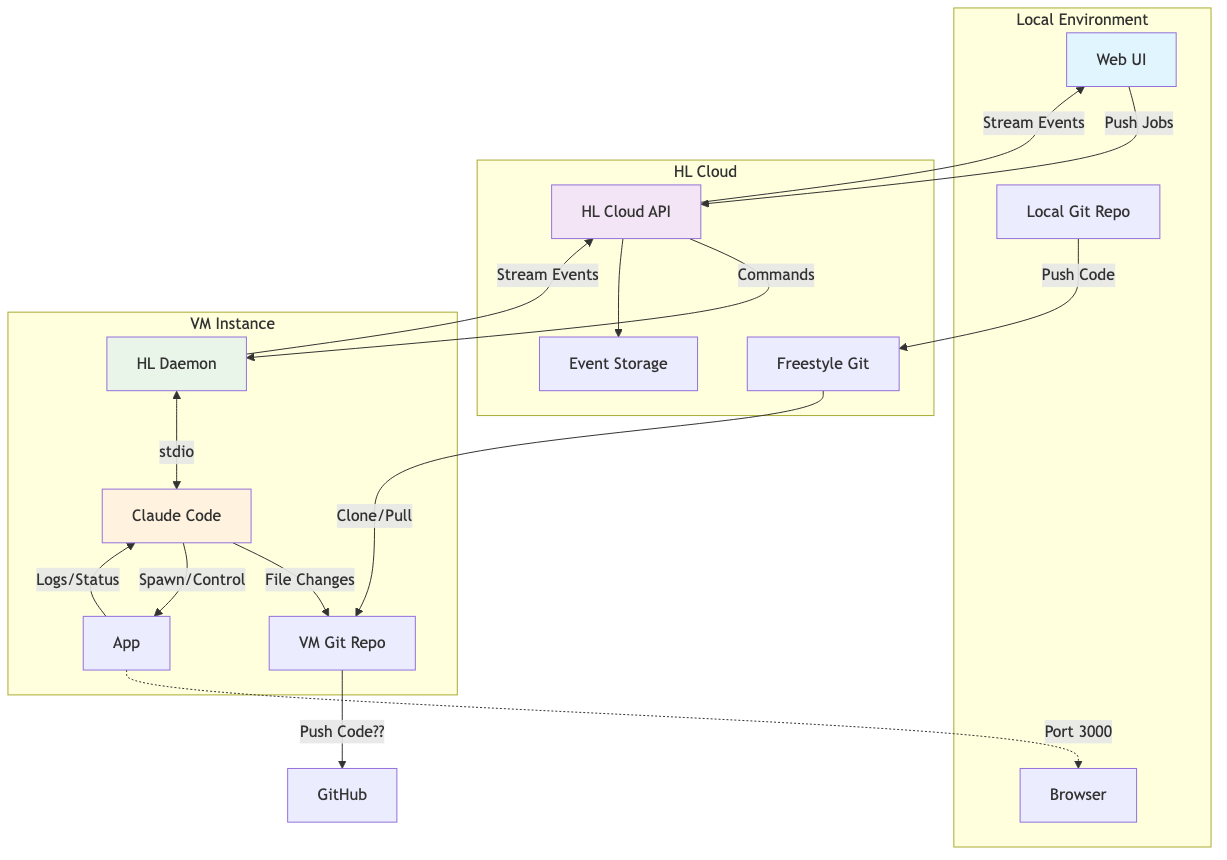 Local Environment
Web UI
Stream Events
Push Jobs
HL Cloud
HL Cloud API
Local Git Repo
Stream Events
Commands
Push Code
VM Instance
HL Daemon
Event Storage
Freestyle Git
stdio
Claude Code
Clone/Pull
Logs/Status
Spawn/Control
File Changes
App
VM Git Repo
Push Code??
Port 3000
GitHub
Browser